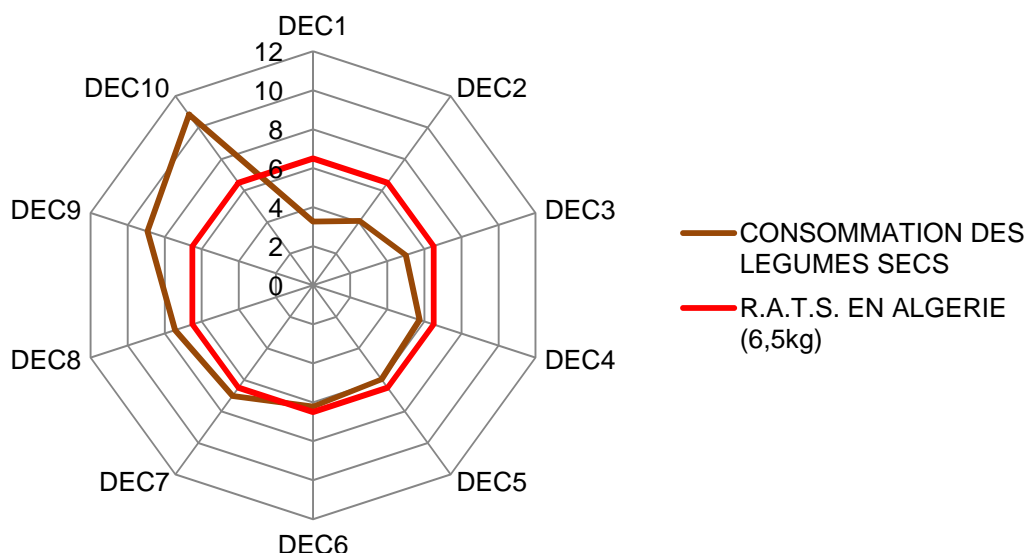 DEC1
12
DEC10
DEC2
10
8
6
4
DEC9
DEC3
2
CONSOMMATION DES
LEGUMES SECS
0
R.A.T.S. EN ALGERIE
(6,5kg)
DEC8
DEC4
DEC7
DEC5
DEC6